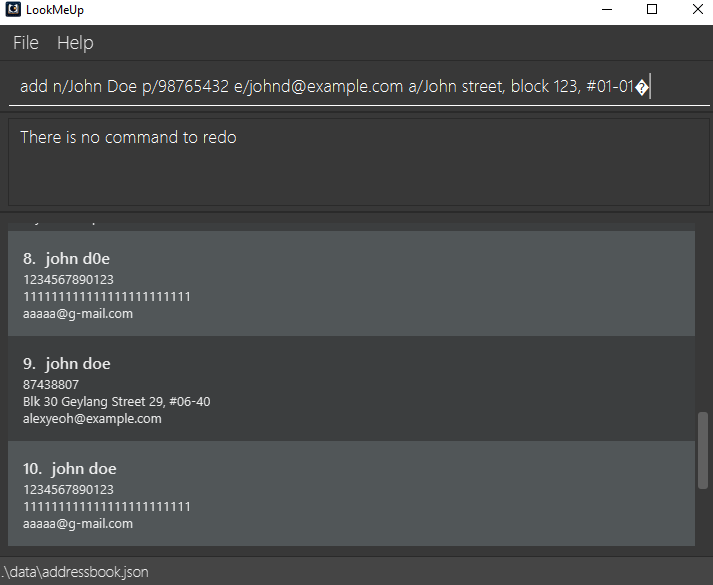 LookMeUp
File Help
add n/John Doe p/98765432 e/johnd@example.com a/John street, block 123, #01-01�
There is no command to redo
8. john d0e
1234567890123
111111111111111111111111
aaaaa@g-mail.com
9. john doe
87438807
Blk 30 Geylang Street 29, #06-40
alexyeoh@example.com
10. john doe
1234567890123
111111111111111111111111
aaaaa@g-mail.com
.\data\addressbook.json